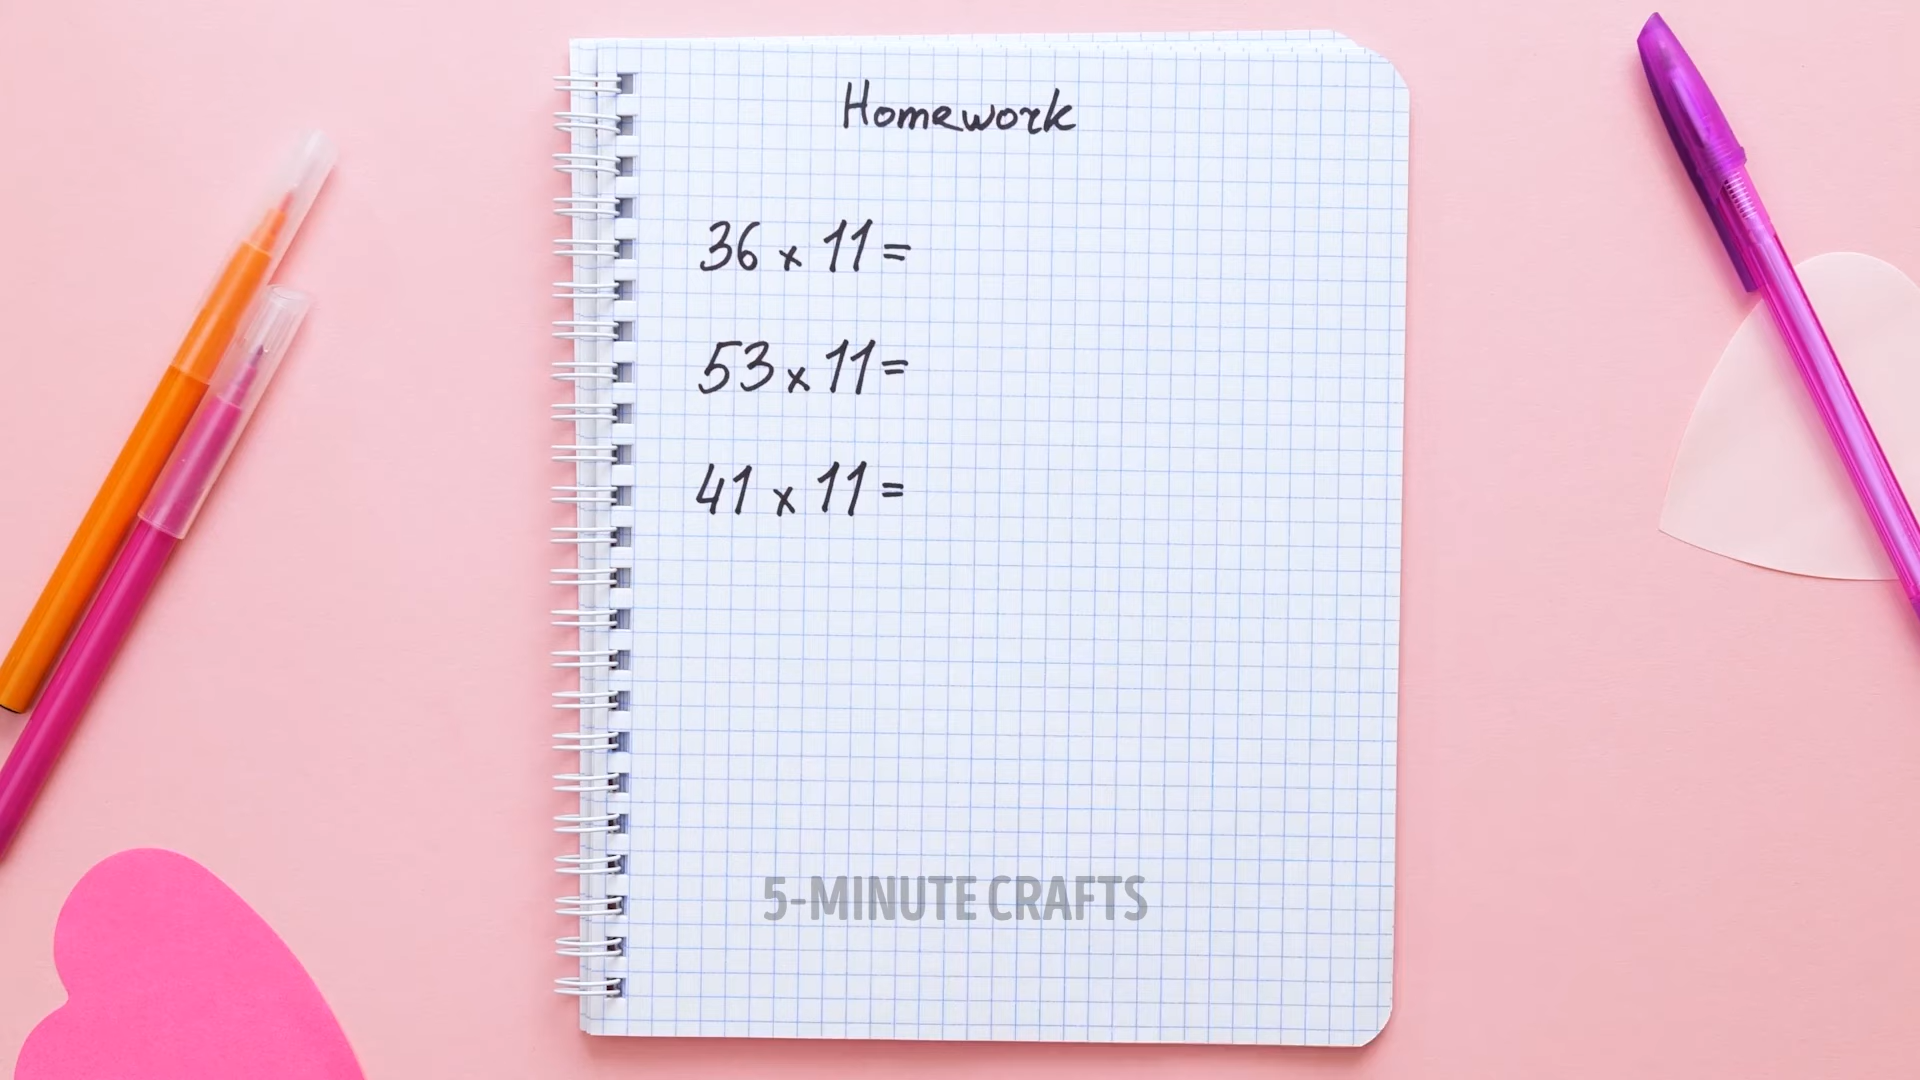 Homework
36 x 11 =
53 x 11 =
41 x 11 =
5-MINUTE CRAFTS